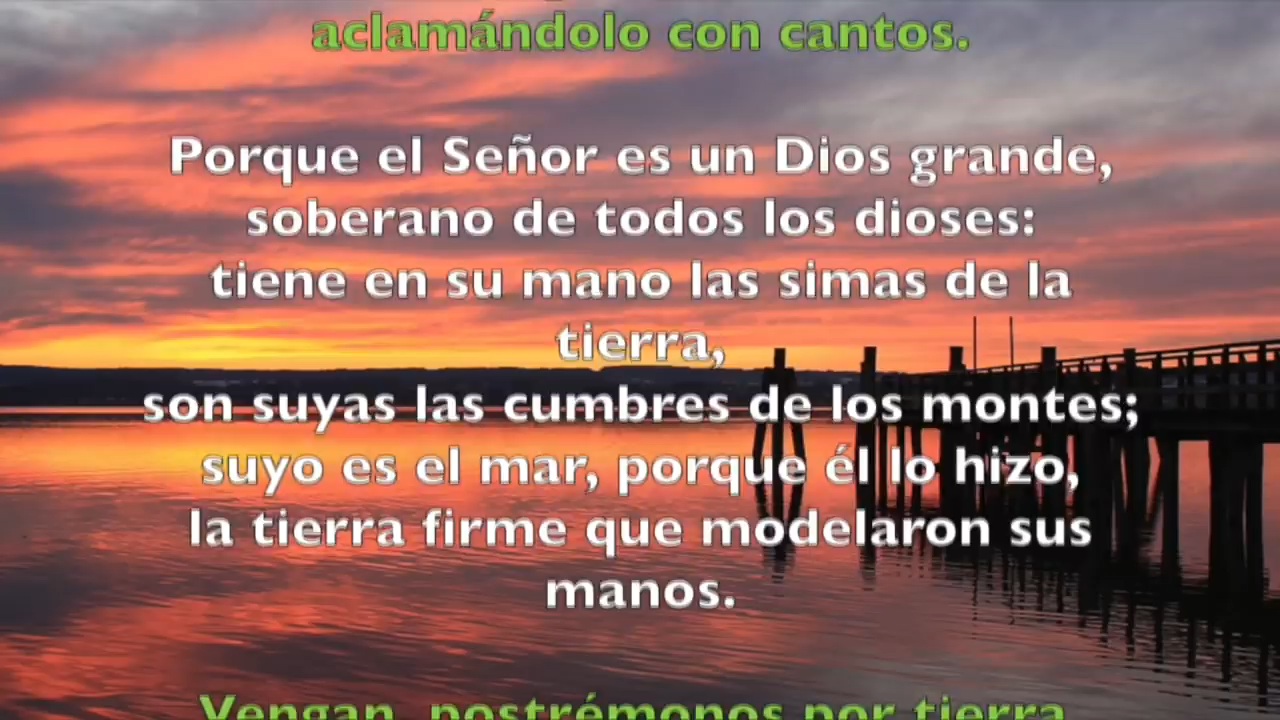 aclamándolo con cantos.
Porque el Señor es un Dios grande,
soberano de todos los dioses:
tiene en su mano las simas de la
tierra,
son suyas las cumbres de los montes;
suyo es el mar, porque él lo hizo,
la tierra firme que modelaron sus
manos.
Vengan, postrémonos por tierra